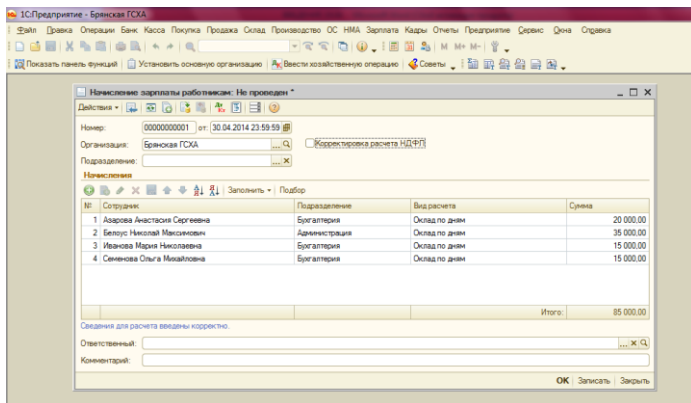 1С:Предприятие - Брянская ГСХА
Файл Правка Операции Банк Касса Покупка Продажа Склад Производство ОС НМА Зарплата Кадры Отчеты Предприятие Сервис Окна Справка
M M+ M-
Показать панель функций Установить основную организацию Ввести хозяйственную операцию Советы
Начисление зарплаты работникам: Не проведен *
Действия
Номер: 00000000001 от: 30.04.2014 23:59:59
Организация: Брянская ГСХА ... Корректировка расчета НДФЛ
Подразделение: ... x
Начисления
Заполнить Подбор
№ Сотрудник Подразделение Вид расчета Сумма
1 Азарова Анастасия Сергеевна Бухгалтерия Оклад по дням 20 000,00
2 Белоус Николай Максимович Администрация Оклад по дням 35 000,00
3 Иванова Мария Николаевна Бухгалтерия Оклад по дням 15 000,00
4 Семенова Ольга Михайловна Бухгалтерия Оклад по дням 15 000,00
Итого: 85 000,00
Сведения для расчета введены корректно.
Ответственный: ... x
Комментарий:
OK Записать Закрыть